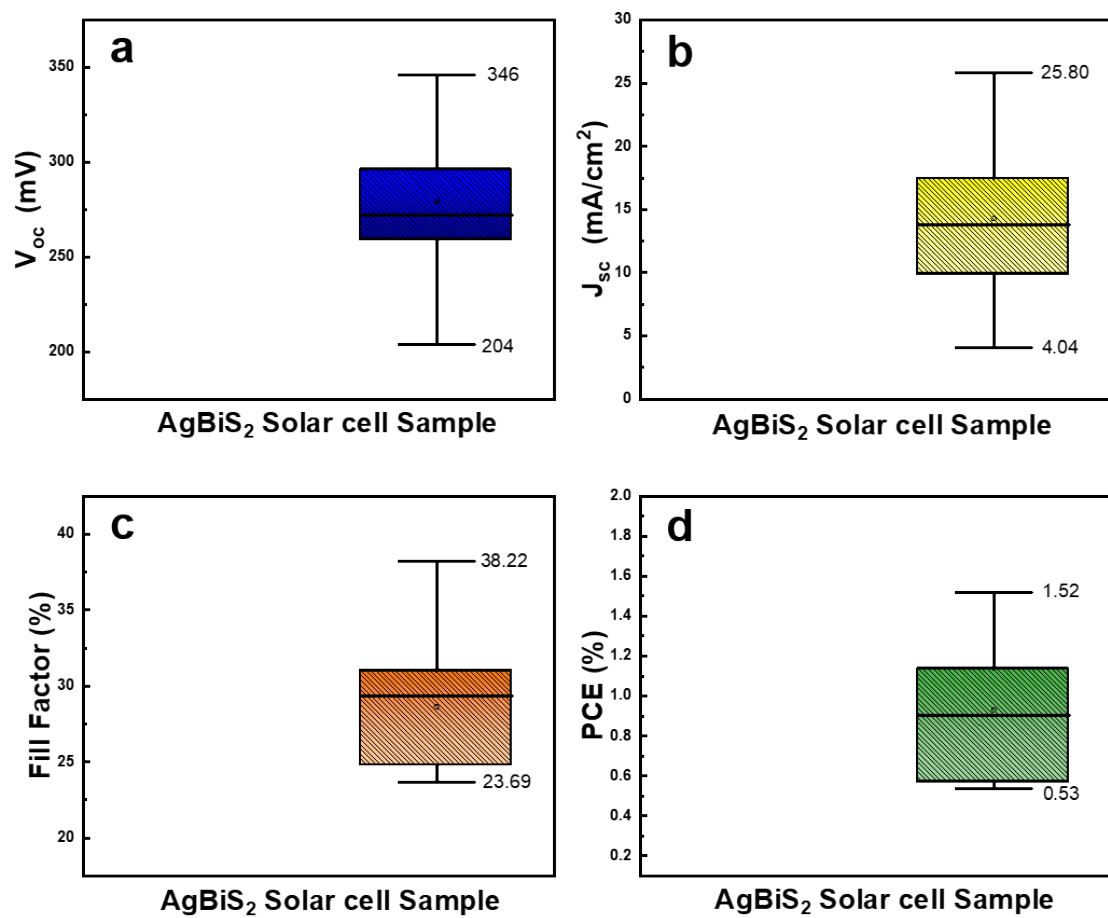 a
350
300
250
200
V_oc (mV)
346
204
AgBiS₂ Solar cell Sample
b
30
25
20
15
10
5
0
J_sc (mA/cm²)
25.80
4.04
AgBiS₂ Solar cell Sample
c
40
35
30
25
20
Fill Factor (%)
38.22
23.69
AgBiS₂ Solar cell Sample
d
2.0
1.8
1.6
1.4
1.2
1.0
0.8
0.6
0.4
0.2
PCE (%)
1.52
0.53
AgBiS₂ Solar cell Sample